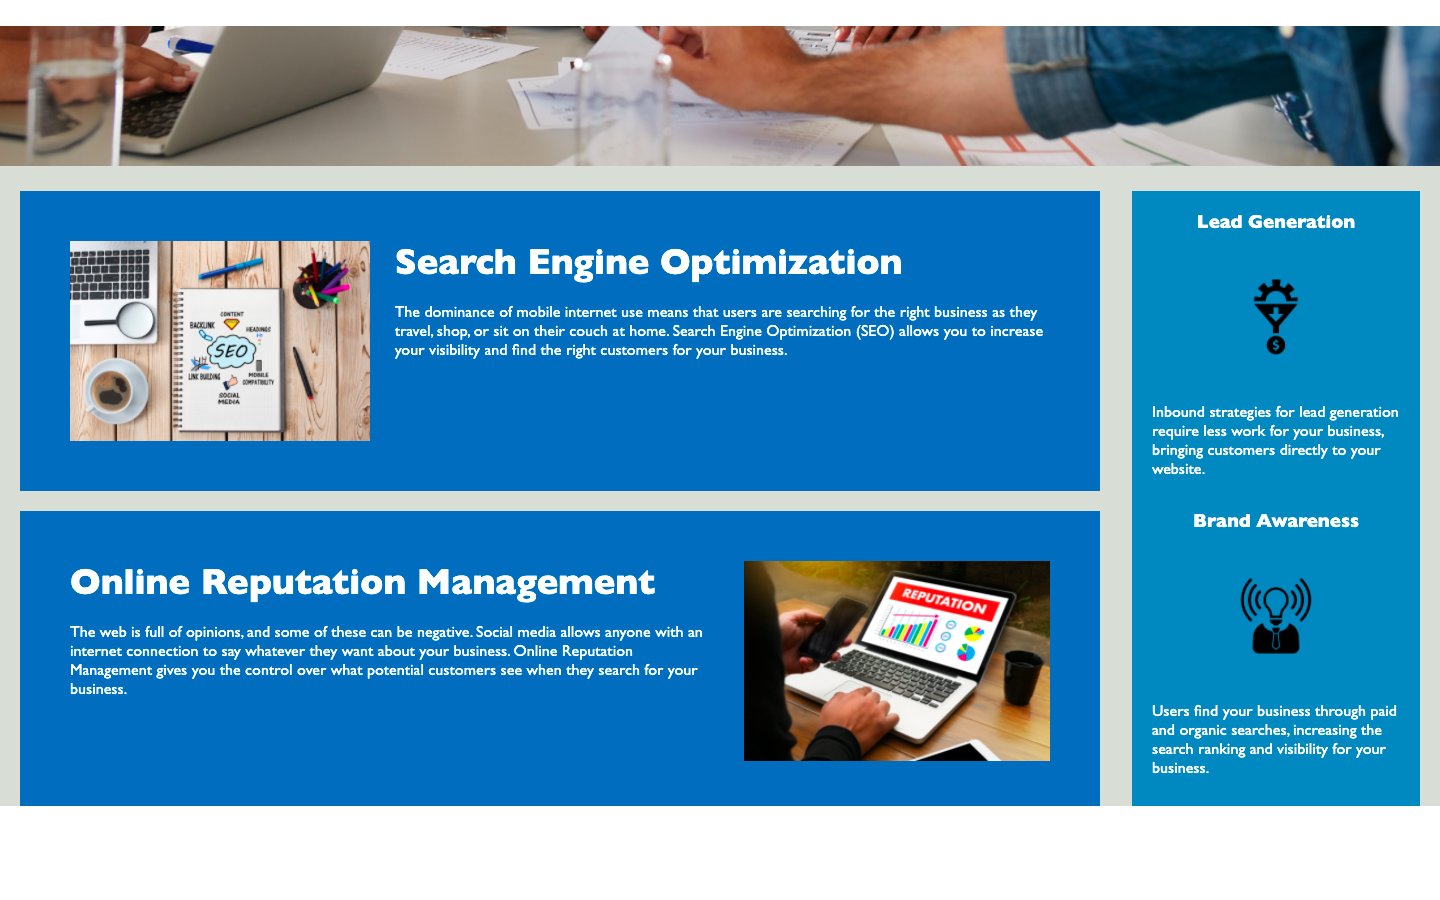 Search Engine Optimization
The dominance of mobile internet use means that users are searching for the right business as they
travel, shop, or sit on their couch at home. Search Engine Optimization (SEO) allows you to increase
your visibility and find the right customers for your business.
CONTENT
BACKLINK
HEADINGS
SEO
LINK BUILDING
MOBILE
COMPATIBILITY
SOCIAL
MEDIA
Online Reputation Management
The web is full of opinions, and some of these can be negative. Social media allows anyone with an
internet connection to say whatever they want about your business. Online Reputation
Management gives you the control over what potential customers see when they search for your
business.
REPUTATION
Lead Generation
$
Inbound strategies for lead generation
require less work for your business,
bringing customers directly to your
website.
Brand Awareness
Users find your business through paid
and organic searches, increasing the
search ranking and visibility for your
business.